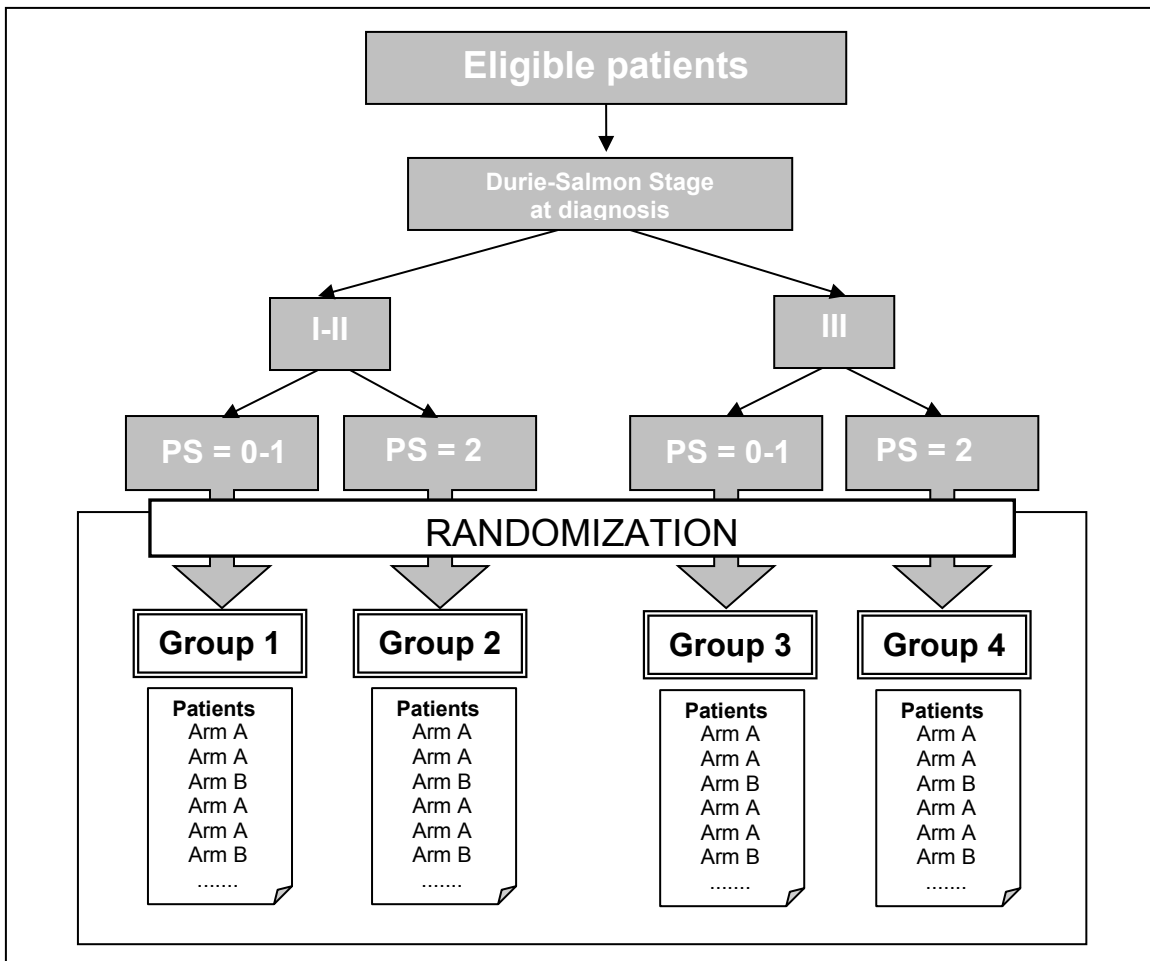 Eligible patients
Durie-Salmon Stage
at diagnosis
I-II
III
PS = 0-1
PS = 2
PS = 0-1
PS = 2
RANDOMIZATION
Group 1
Group 2
Group 3
Group 4
Patients
Arm A
Arm A
Arm B
Arm A
Arm A
Arm B
.......
Patients
Arm A
Arm A
Arm B
Arm A
Arm A
Arm B
.......
Patients
Arm A
Arm A
Arm B
Arm A
Arm A
Arm B
.......
Patients
Arm A
Arm A
Arm B
Arm A
Arm A
Arm B
.......